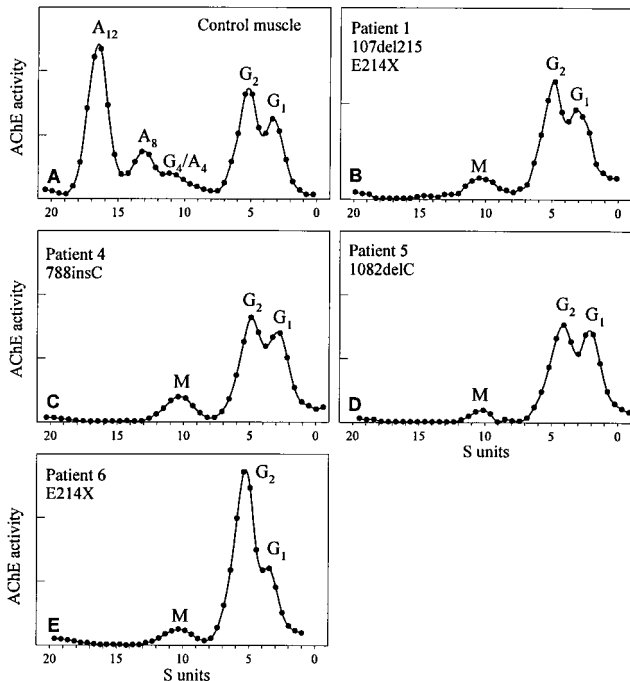 Control muscle
A12
A8
G4/A4
G2
G1
AChE activity
A
20 15 10 5 0
Patient 1
107del215
E214X
G2
G1
M
AChE activity
B
20 15 10 5 0
Patient 4
788insC
G2
G1
M
AChE activity
C
20 15 10 5 0
Patient 5
1082delC
G2
G1
M
D
20 15 10 5 0
S units
Patient 6
E214X
G2
G1
M
AChE activity
E
20 15 10 5 0
S units